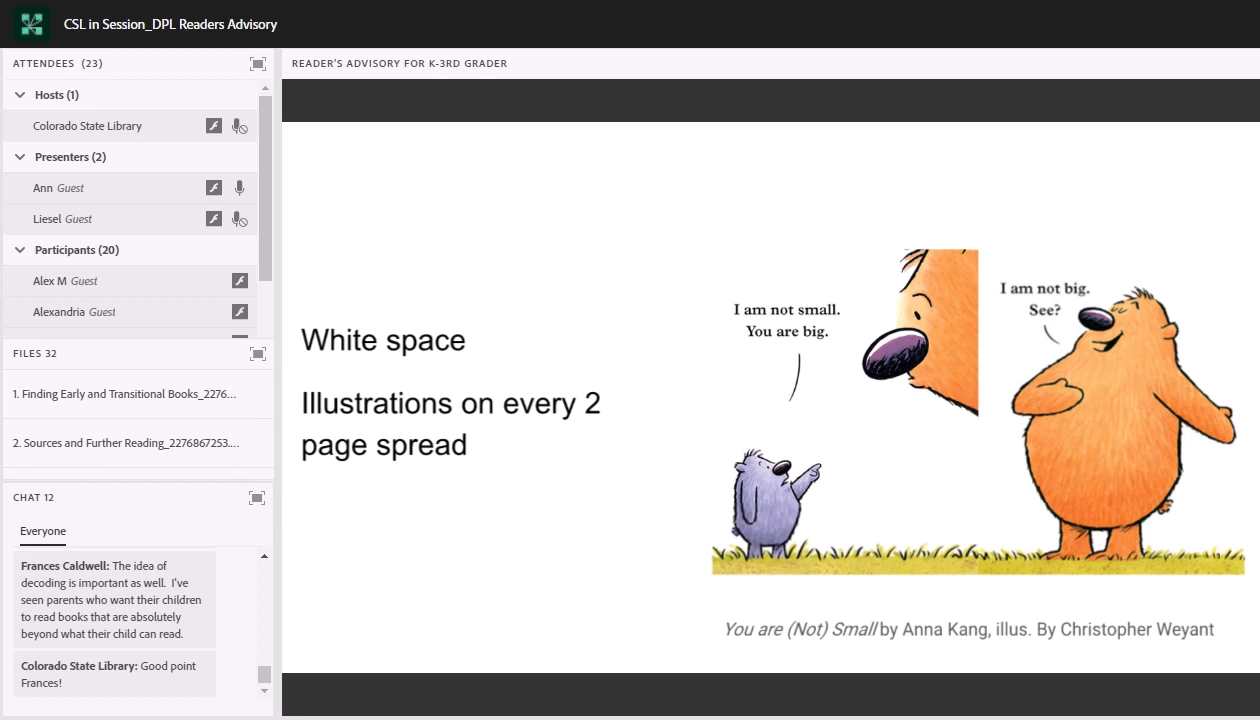 CSL in Session_DPL Readers Advisory
ATTENDEES (23)
Hosts (1)
Colorado State Library
Presenters (2)
Ann Guest
Liesel Guest
Participants (20)
Alex M Guest
Alexandria Guest
FILES 32
1. Finding Early and Transitional Books_2276...
2. Sources and Further Reading_2276867253....
CHAT 12
Everyone
Frances Caldwell: The idea of
decoding is important as well. I've
seen parents who want their children
to read books that are absolutely
beyond what their child can read.
Colorado State Library: Good point
Frances!
READER'S ADVISORY FOR K-3RD GRADER
White space
Illustrations on every 2
page spread
I am not small.
You are big.
I am not big.
See?
You are (Not) Small by Anna Kang, illus. By Christopher Weyant